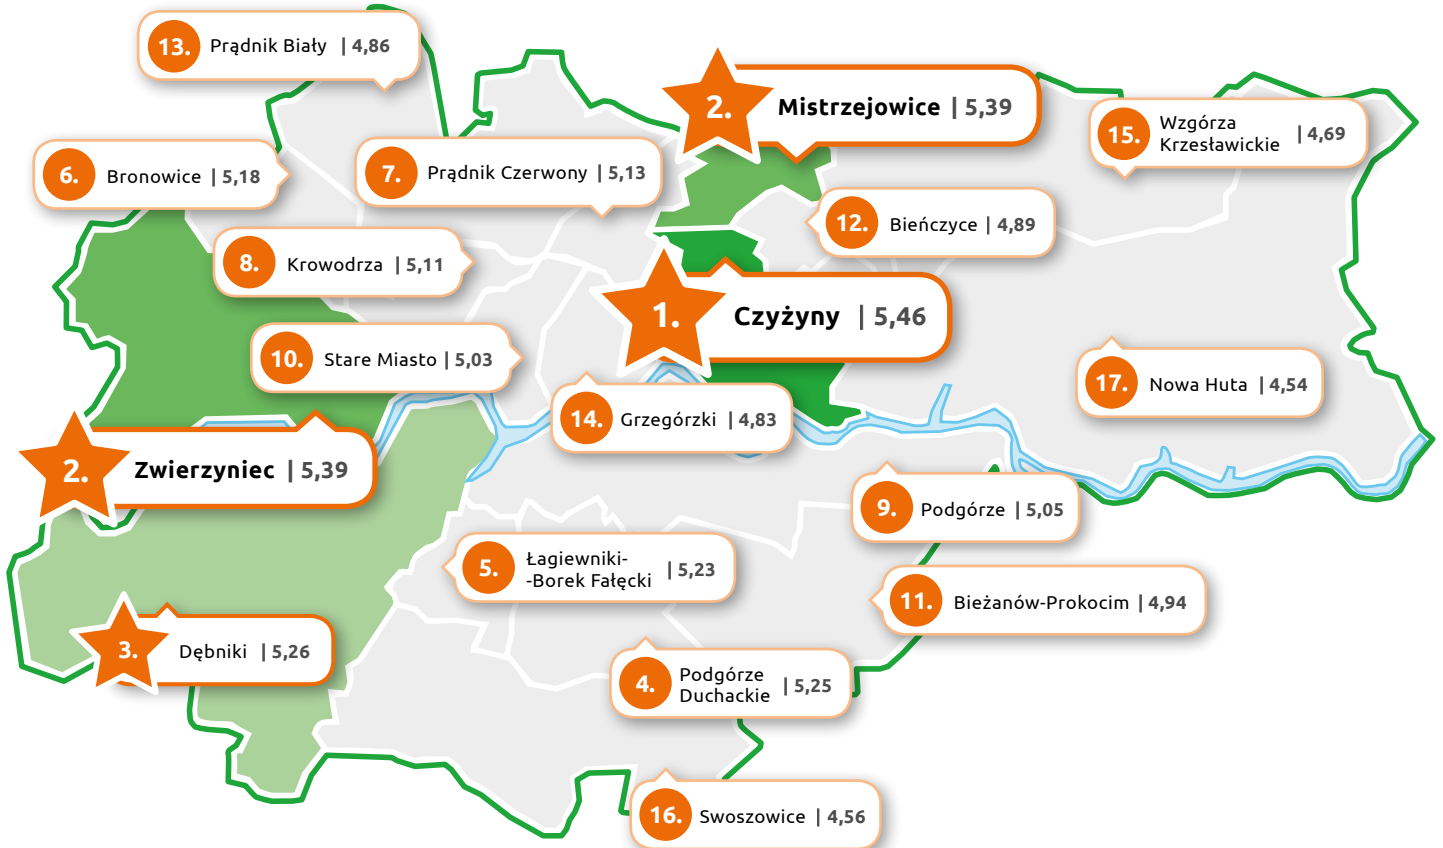 13. Prądnik Biały | 4,86
2. Mistrzejowice | 5,39
15. Wzgórza
Krzesławickie | 4,69
6. Bronowice | 5,18
7. Prądnik Czerwony | 5,13
12. Bieńczyce | 4,89
8. Krowodrza | 5,11
1. Czyżyny | 5,46
10. Stare Miasto | 5,03
17. Nowa Huta | 4,54
14. Grzegórzki | 4,83
2. Zwierzyniec | 5,39
9. Podgórze | 5,05
5. Łagiewniki-
-Borek Fałęcki | 5,23
11. Bieżanów-Prokocim | 4,94
3. Dębniki | 5,26
4. Podgórze
Duchackie | 5,25
16. Swoszowice | 4,56